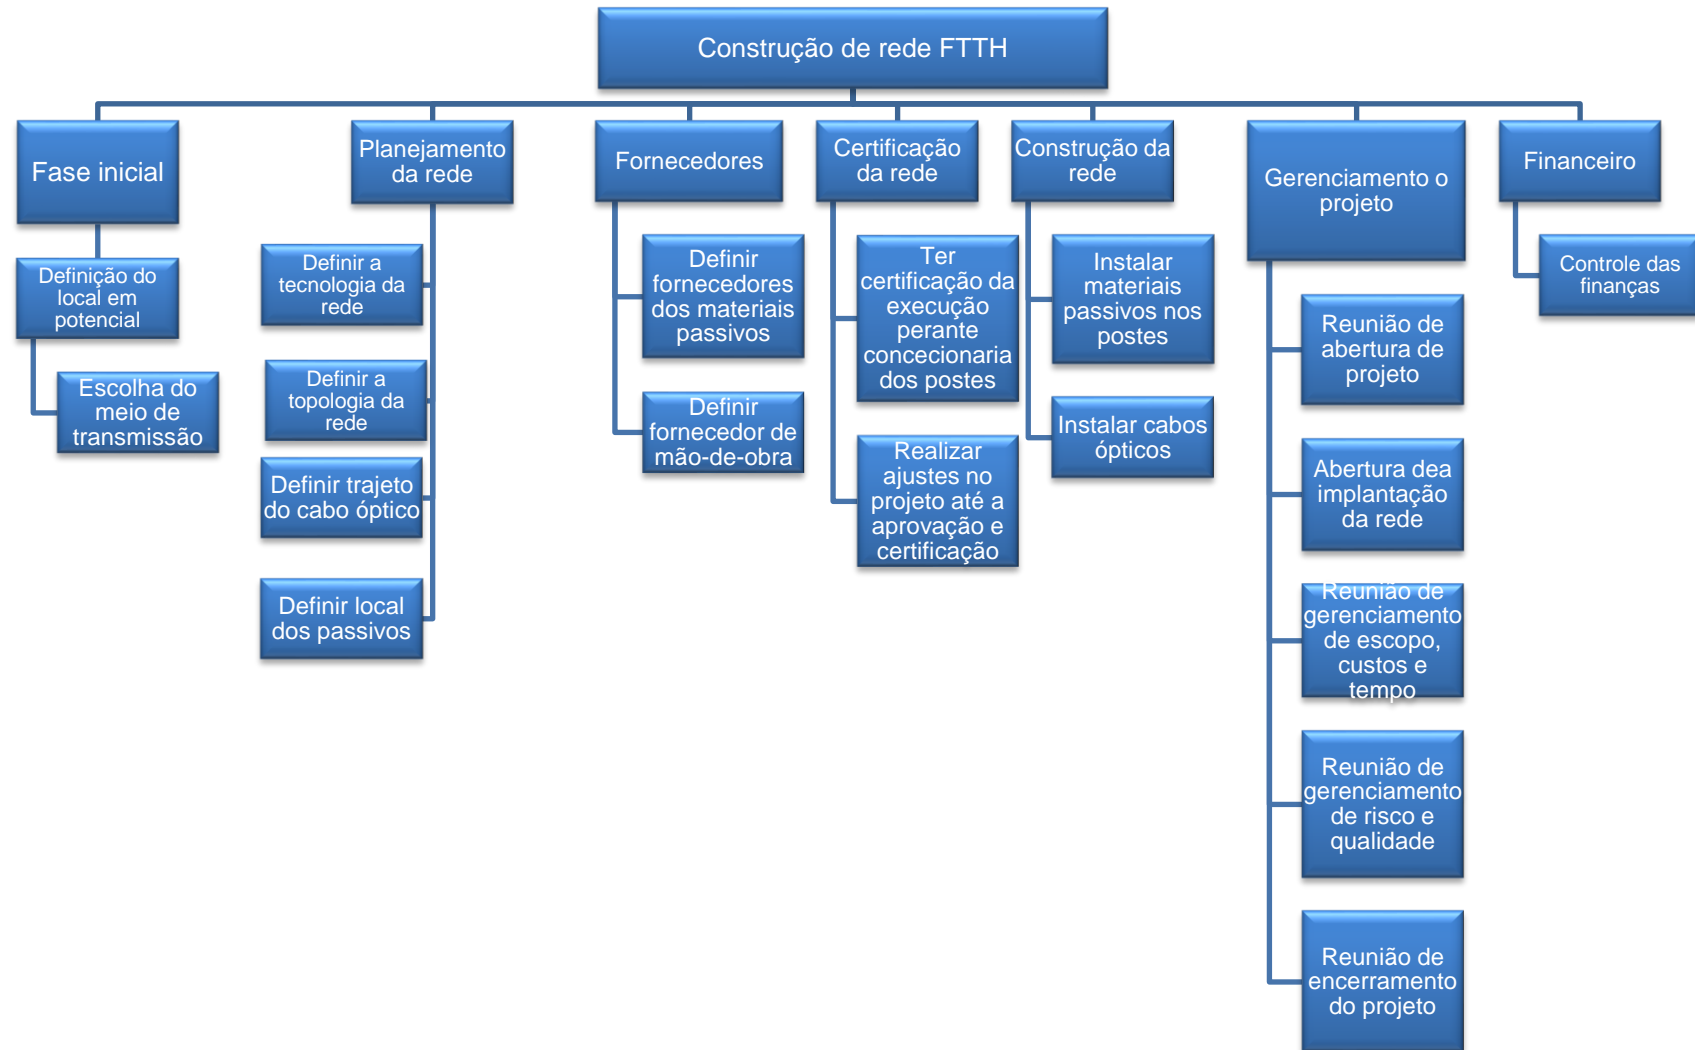 Construção de rede FTTH
Fase inicial
Definição do
local em
potencial
Escolha do
meio de
transmissão
Planejamento
da rede
Definir a
tecnologia da
rede
Definir a
topologia da
rede
Definir trajeto
do cabo óptico
Definir local
dos passivos
Fornecedores
Definir
fornecedores
dos materiais
passivos
Definir
fornecedor de
mão-de-obra
Certificação
da rede
Ter
certificação da
execução
perante
concecionaria
dos postes
Realizar
ajustes no
projeto até a
aprovação e
certificação
Construção da
rede
Instalar
materiais
passivos nos
postes
Instalar cabos
ópticos
Gerenciamento o
projeto
Reunião de
abertura de
projeto
Abertura dea
implantação
da rede
Reunião de
gerenciamento
de escopo,
custos e
tempo
Reunião de
gerenciamento
de risco e
qualidade
Reunião de
encerramento
do projeto
Financeiro
Controle das
finanças